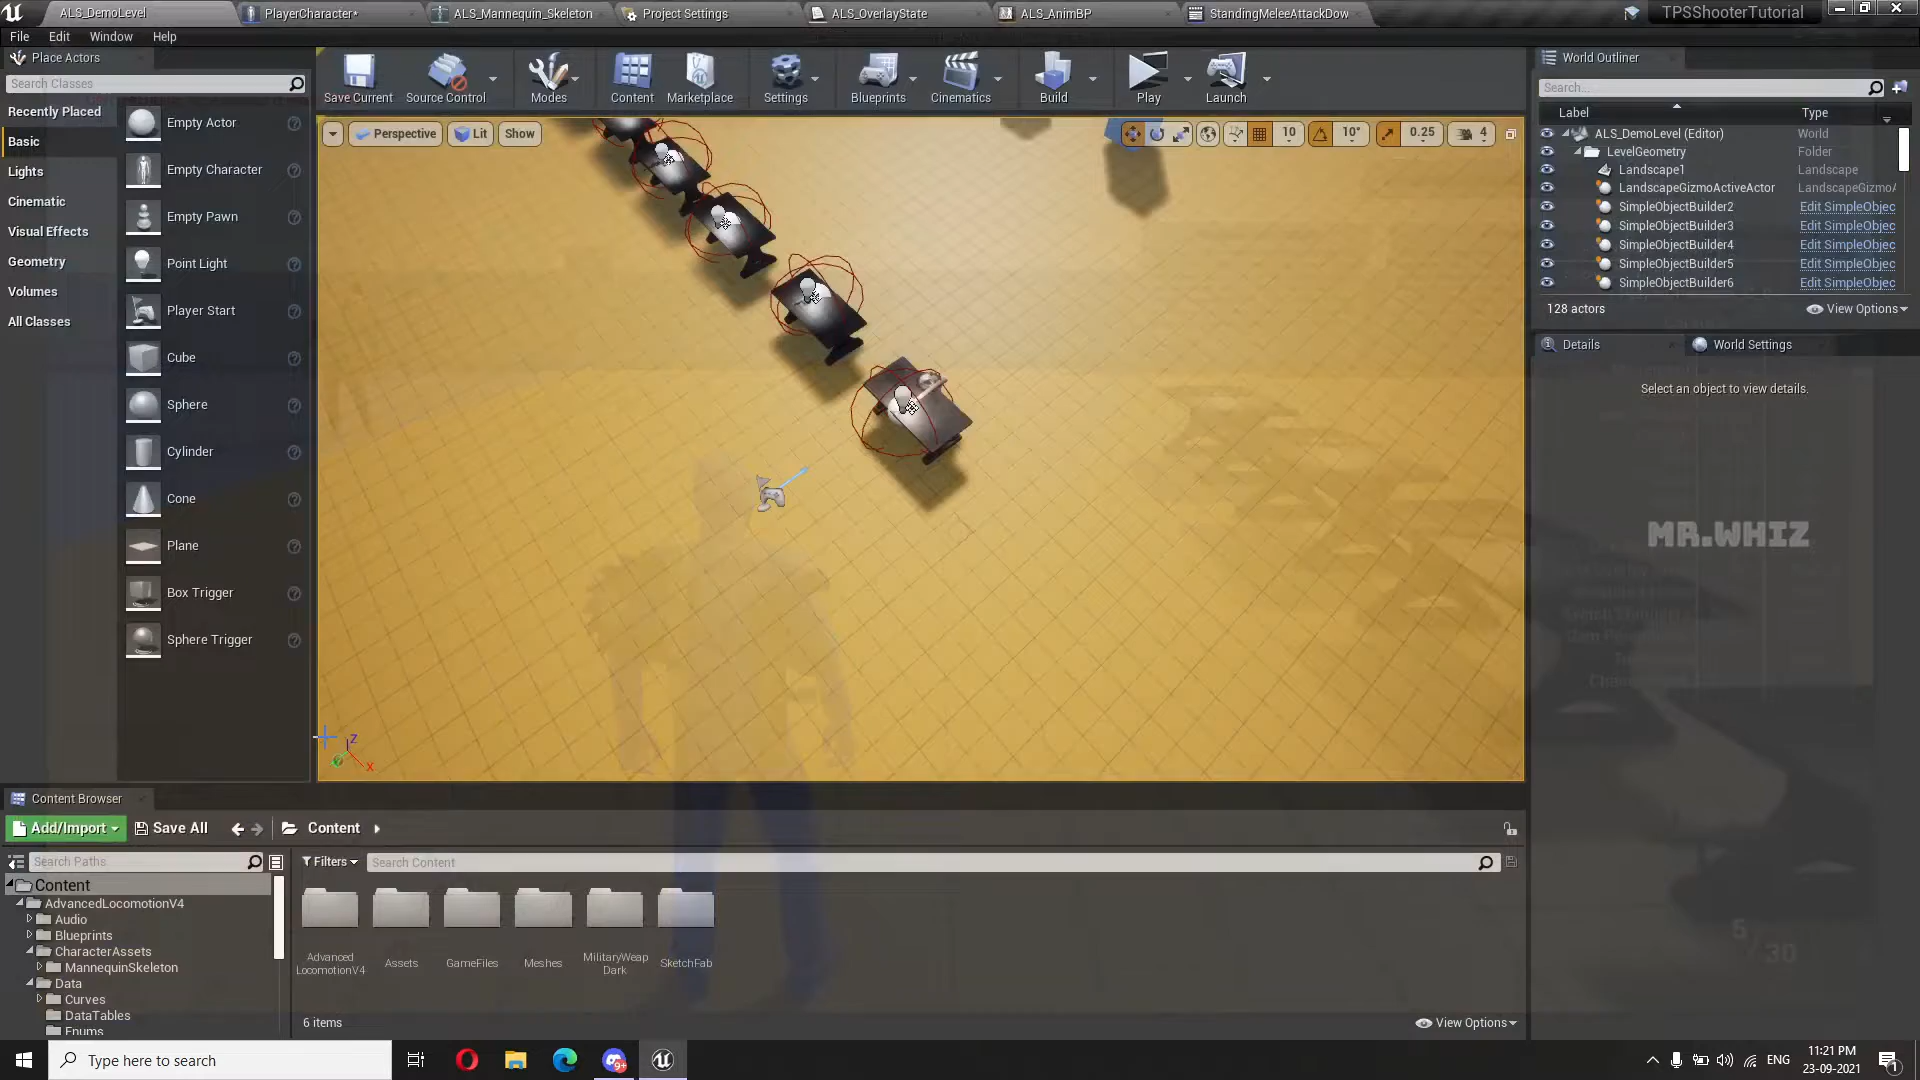 ALS_DemoLevel
PlayerCharacter*
ALS_Mannequin_Skeleton
Project Settings
ALS_OverlayState
ALS_AnimBP
StandingMeleeAttackDow
TPSShooterTutorial
File Edit Window Help
Place Actors
Search Classes
Recently Placed
Basic
Lights
Cinematic
Visual Effects
Geometry
Volumes
All Classes
Empty Actor
Empty Character
Empty Pawn
Point Light
Player Start
Cube
Sphere
Cylinder
Cone
Plane
Box Trigger
Sphere Trigger
Save Current
Source Control
Modes
Content
Marketplace
Settings
Blueprints
Cinematics
Build
Play
Launch
Perspective
Lit
Show
10
10°
0.25
4
Z
X
World Outliner
Search...
Label Type
ALS_DemoLevel (Editor) World
LevelGeometry Folder
Landscape1 Landscape
LandscapeGizmoActiveActor LandscapeGizmoA
SimpleObjectBuilder2 Edit SimpleObjec
SimpleObjectBuilder3 Edit SimpleObjec
SimpleObjectBuilder4 Edit SimpleObjec
SimpleObjectBuilder5 Edit SimpleObjec
SimpleObjectBuilder6 Edit SimpleObjec
128 actors
View Options
Details
World Settings
Select an object to view details.
MR.WHIZ
5/30
Content Browser
Add/Import
Save All
Content
Search Paths
Filters
Search Content
Content
AdvancedLocomotionV4
Audio
Blueprints
CharacterAssets
MannequinSkeleton
Data
Curves
DataTables
Enums
Advanced
LocomotionV4
Assets
GameFiles
Meshes
MilitaryWeap
Dark
SketchFab
6 items
View Options
Type here to search
9+
ENG
11:21 PM
23-09-2021
1